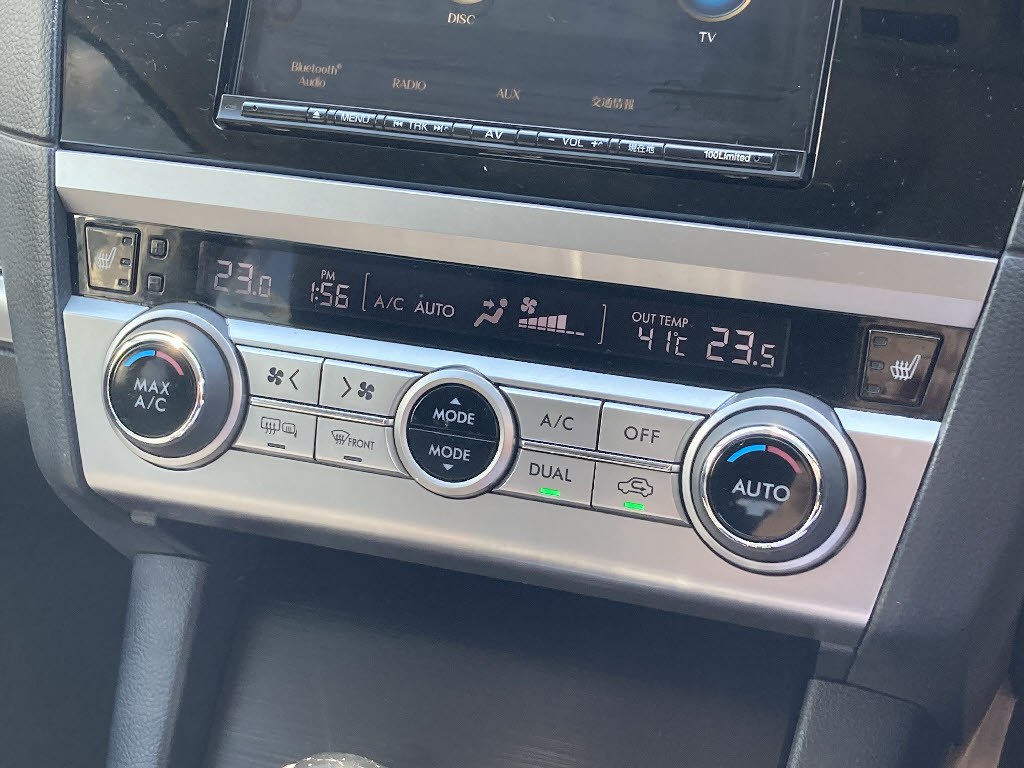 DISC
TV
Bluetooth®
Audio
RADIO
AUX
交通情報
MENU
TRK
AV
- VOL +
現在地
100Limited
23.0
PM
1:56
A/C AUTO
OUT TEMP
41℃
23.5
MAX
A/C
FRONT
MODE
MODE
A/C
OFF
DUAL
AUTO